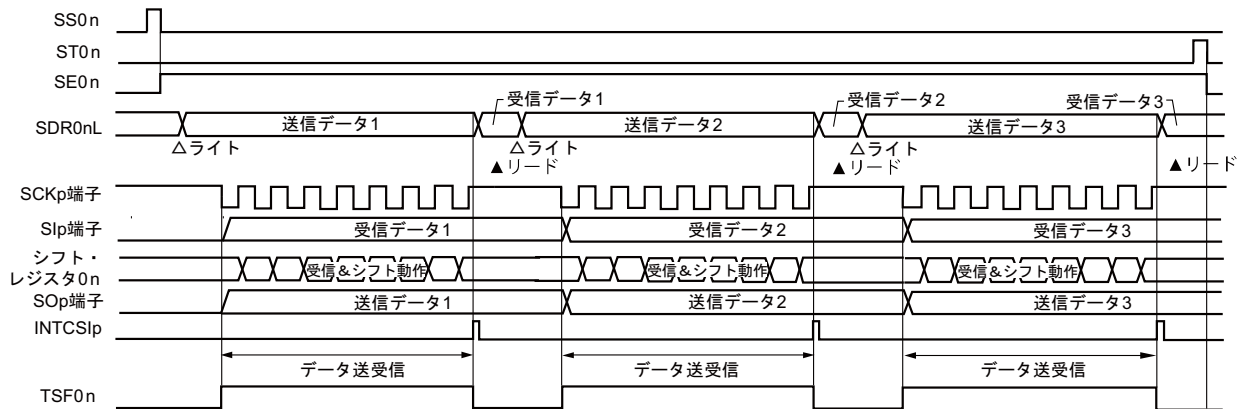 SS0n
ST0n
SE0n
受信データ1
受信データ2
受信データ3
SDR0nL
送信データ1
送信データ2
送信データ3
△ライト
△ライト
△ライト
▲リード
▲リード
▲リード
SCKp端子
SIp端子
受信データ1
受信データ2
受信データ3
シフト・
レジスタ0n
受信&シフト動作
受信&シフト動作
受信&シフト動作
SOp端子
送信データ1
送信データ2
送信データ3
INTCSIp
データ送受信
データ送受信
データ送受信
TSF0n